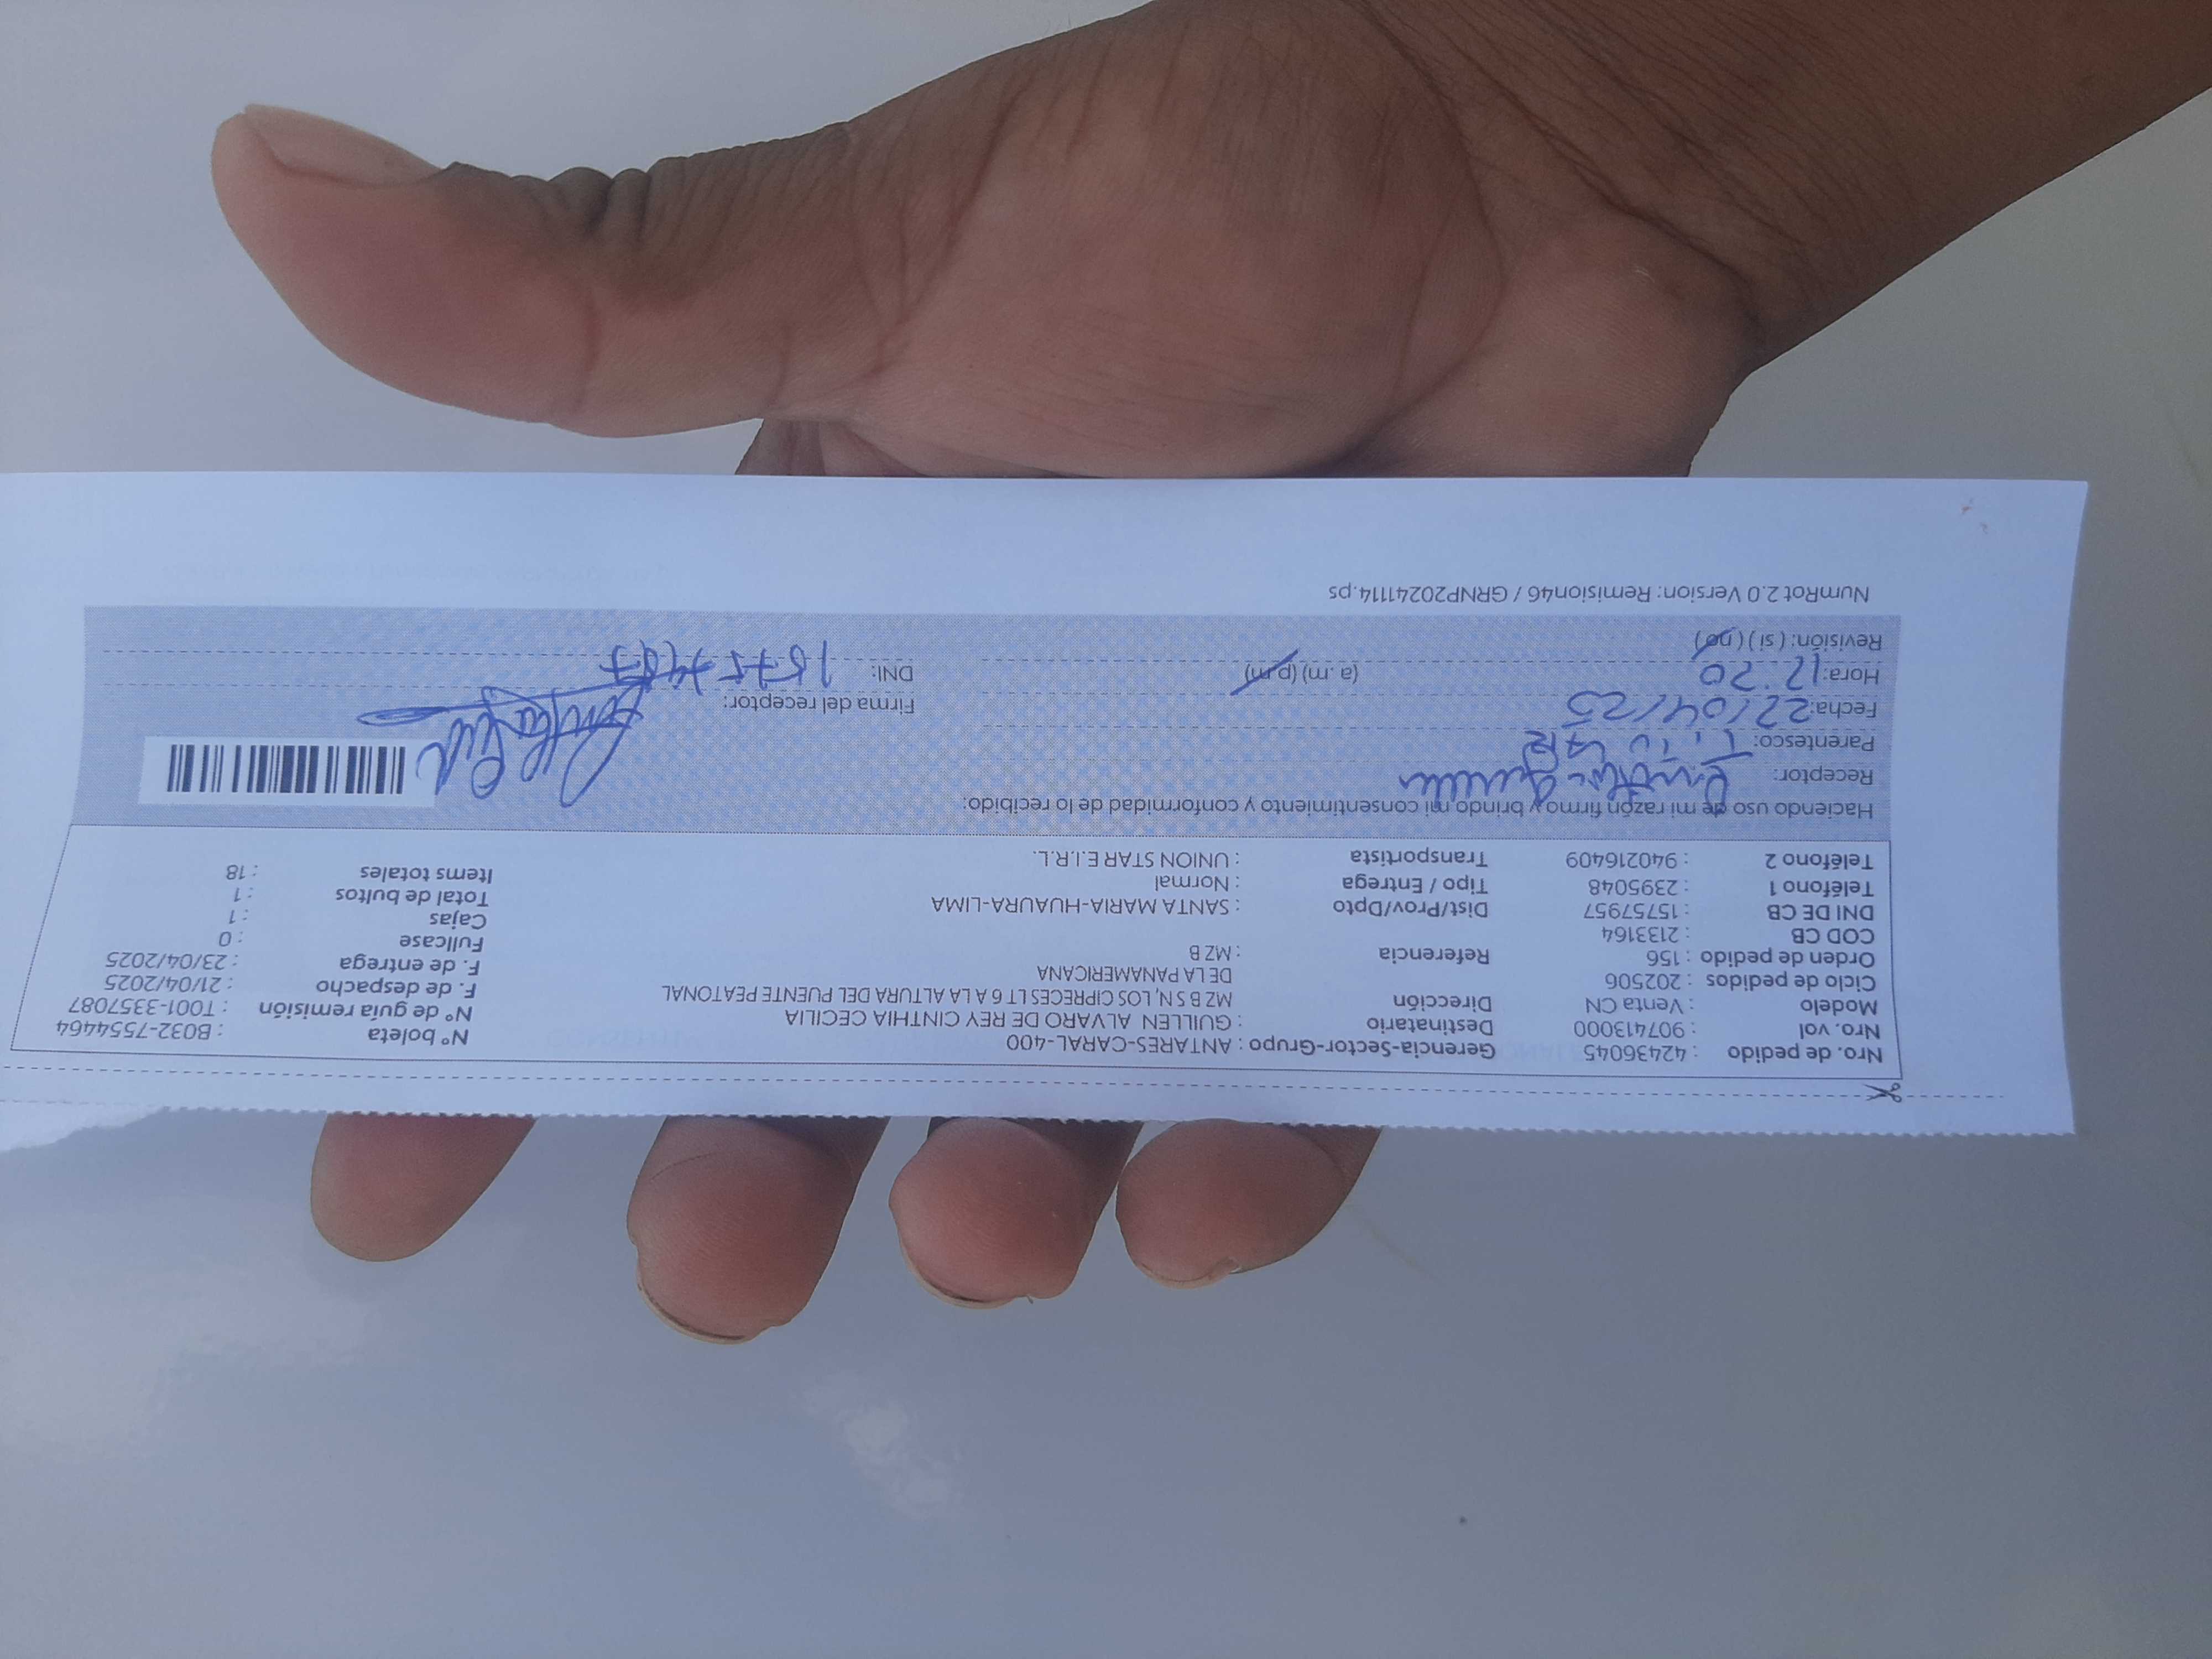 Nro. de pedido : 42436045 Gerencia-Sector-Grupo : ANTARES-CARAL-400 N° boleta : B032-7554464
Nro. vol : 907413000 Destinatario : GUILLEN ALVARO DE REY CINTHIA CECILIA N° de guía remisión : T001-3357087
Modelo : Venta CN Dirección MZ B S N, LOS CIPRECES LT 6 A LA ALTURA DEL PUENTE PEATONAL F. de despacho : 21/04/2025
Ciclo de pedidos : 202506 DE LA PANAMERICANA F. de entrega : 23/04/2025
Orden de pedido : 156 Referencia : MZ B Fullcase : 0
COD CB : 2133164 Cajas : 1
DNI DE CB : 15757957 Dist/Prov/Dpto : SANTA MARIA-HUAURA-LIMA Total de bultos : 1
Teléfono 1 : 2395048 Tipo / Entrega : Normal Items totales : 18
Teléfono 2 : 940216409 Transportista : UNION STAR E.I.R.L.
Haciendo uso de mi razón firmo y brindo mi consentimiento y conformidad de lo recibido:
Receptor:
Parentesco: TiTULAR
Fecha: 22/04/25 Firma del receptor:
Hora: 12:20 (a .m) (p.m) DNI:
Revisión: ( si ) ( no )
NumRot 2.0 Version: Remision46 / GRNP20241114.ps